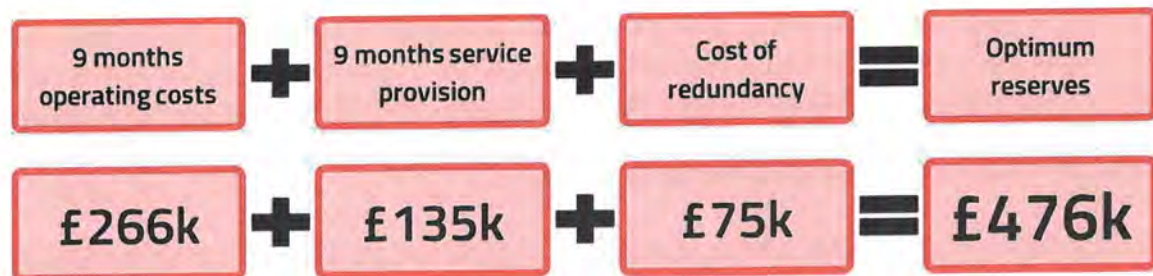 9 months
operating costs
+
9 months service
provision
+
Cost of
redundancy
=
Optimum
reserves
£266k + £135k + £75k = £476k